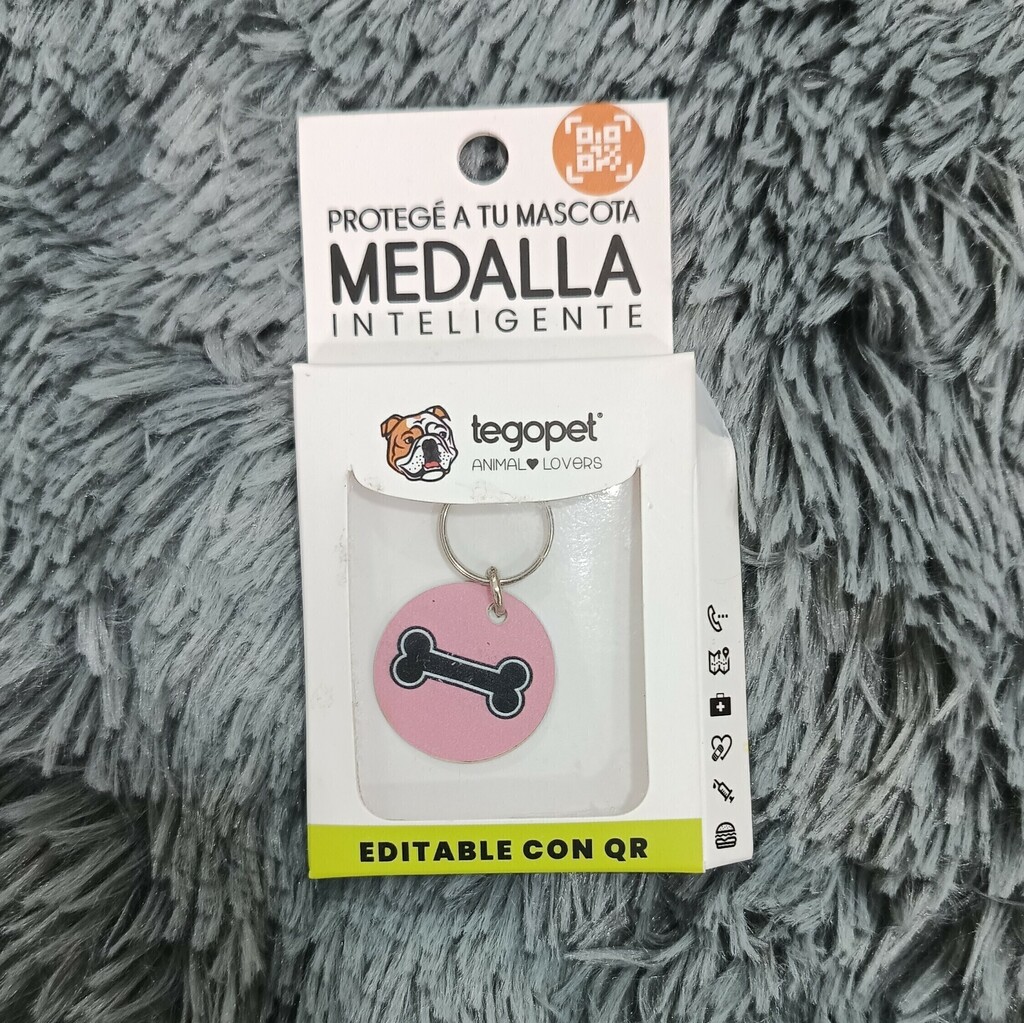 PROTEGÉ A TU MASCOTA
MEDALLA
INTELIGENTE
tegopet®
ANIMAL♥LOVERS
EDITABLE CON QR